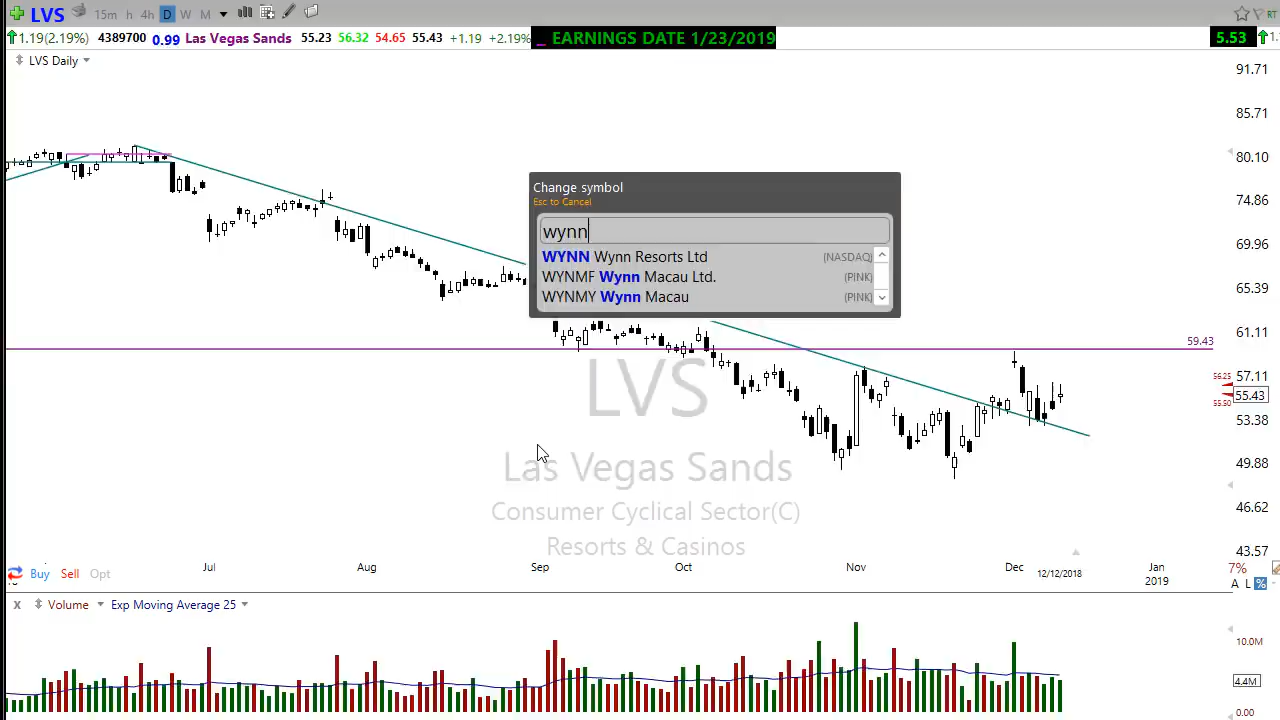 LVS 15m h 4h D W M RT
1.19(2.19%) 4389700 0.99 Las Vegas Sands 55.23 56.32 54.65 55.43 +1.19 +2.19% _ EARNINGS DATE 1/23/2019 5.53
LVS Daily
91.71
85.71
80.10
74.86
69.96
65.39
61.11
59.43
57.11
56.25
55.43
55.50
53.38
49.88
46.62
43.57
Change symbol
Esc to Cancel
wynn
WYNN Wynn Resorts Ltd (NASDAQ)
WYNMF Wynn Macau Ltd. (PINK)
WYNMY Wynn Macau (PINK)
LVS
Las Vegas Sands
Consumer Cyclical Sector(C)
Resorts & Casinos
Buy Sell Opt
Jul Aug Sep Oct Nov Dec 12/12/2018 Jan
2019
7%
A L %
x Volume Exp Moving Average 25
10.0M
4.4M
0.00